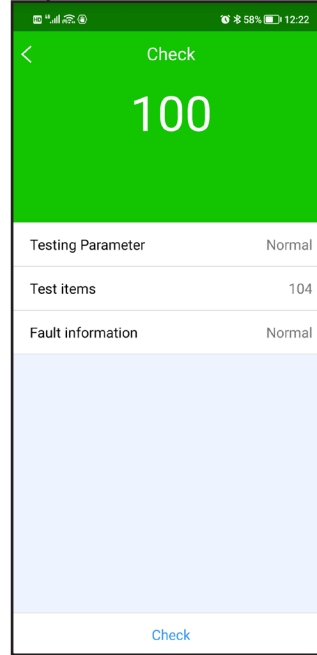 58% 12:22
Check
100
Testing Parameter Normal
Test items 104
Fault information Normal
Check